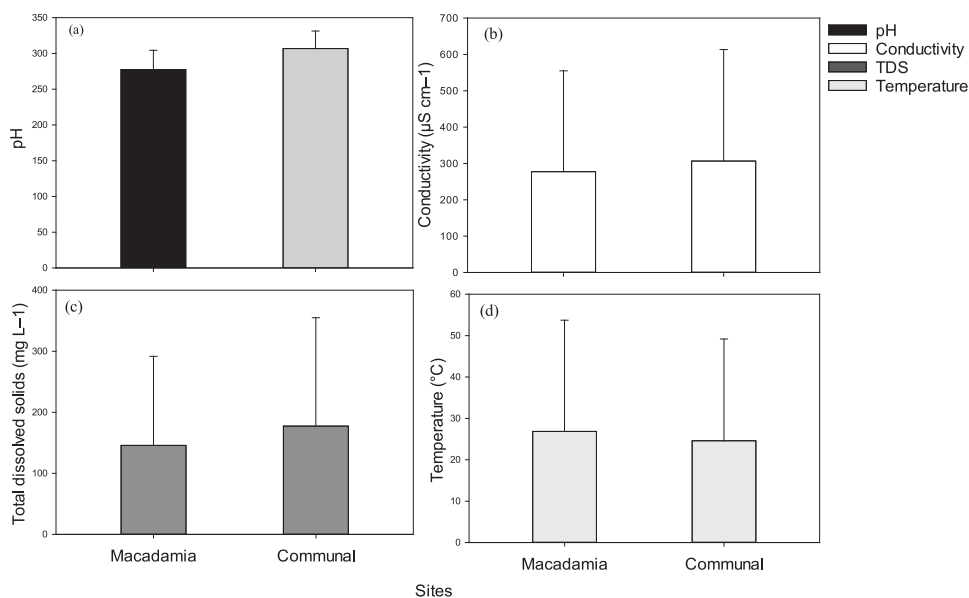 (a)
350
300
250
200
150
100
50
0
pH
(b)
700
600
500
400
300
200
100
0
Conductivity (µS cm–1)
pH
Conductivity
TDS
Temperature
(c)
400
300
200
100
0
Total dissolved solids (mg L–1)
Macadamia Communal
(d)
60
50
40
30
20
10
0
Temperature (°C)
Macadamia Communal
Sites